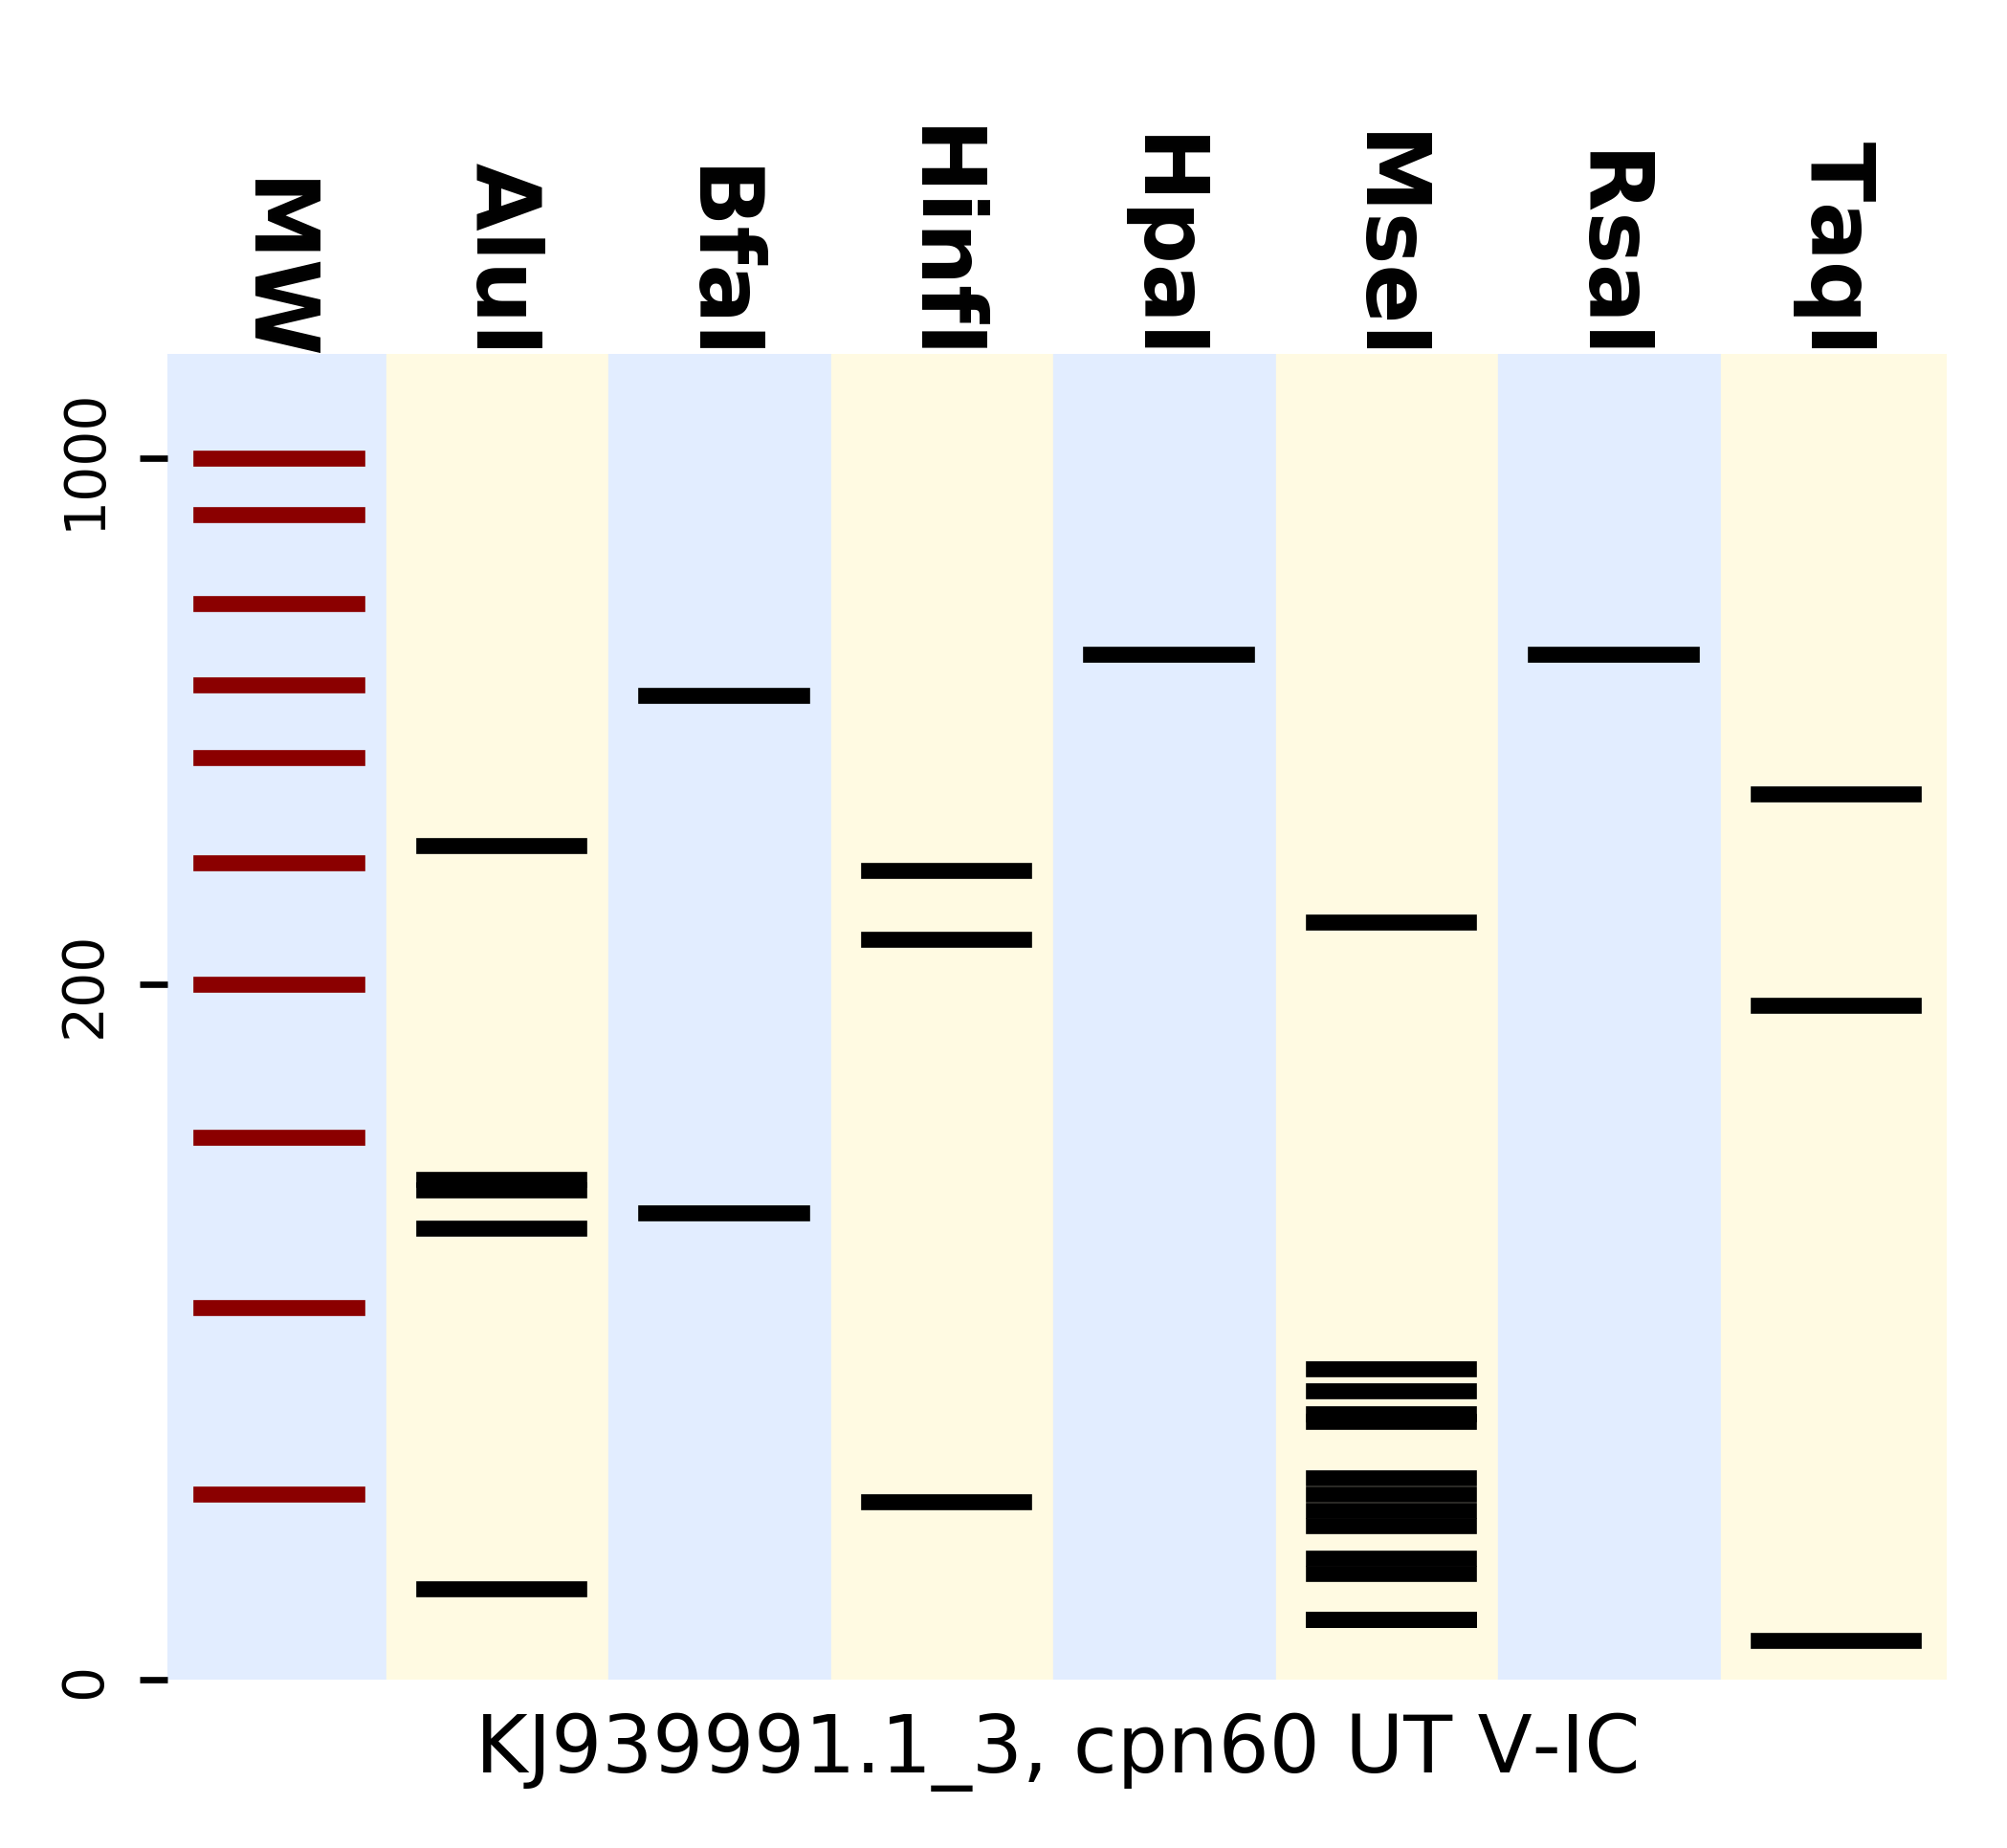 MW
AluI
BfaI
HinfI
HpaI
MseI
RsaI
TaqI
1000
200
0
KJ939991.1_3, cpn60 UT V-IC